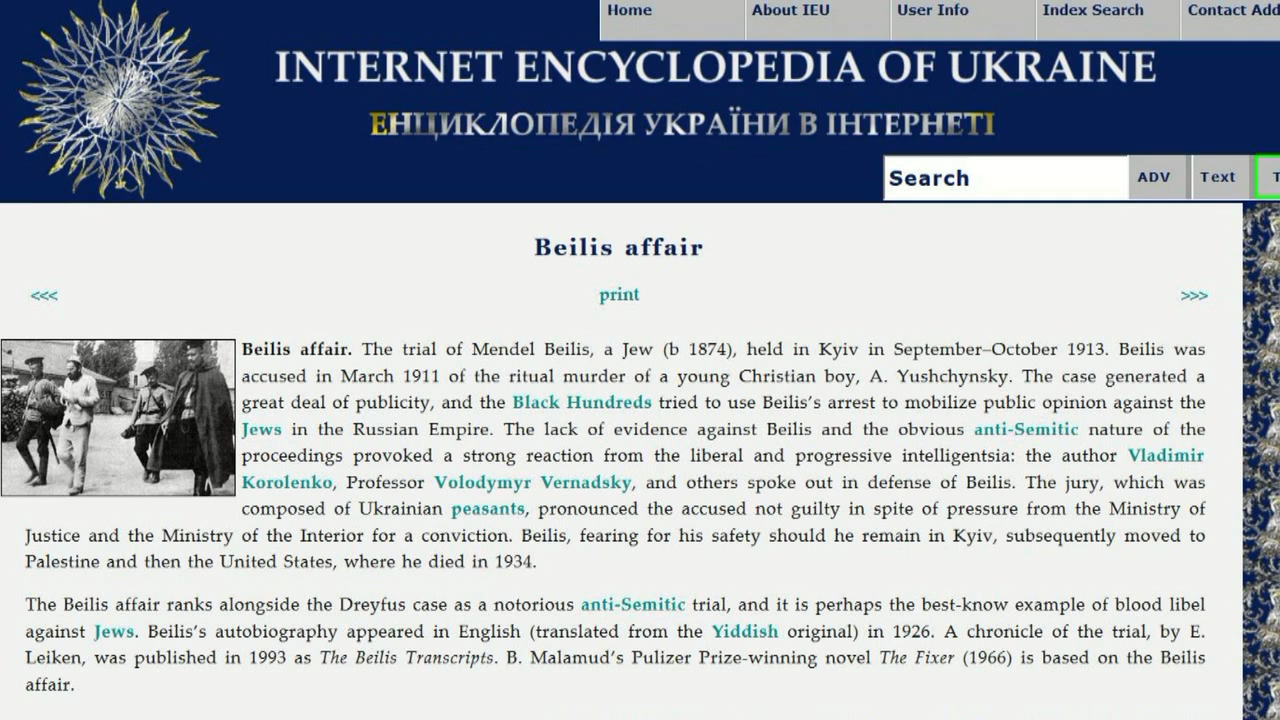 Home About IEU User Info Index Search Contact Add
INTERNET ENCYCLOPEDIA OF UKRAINE
ЕНЦИКЛОПЕДІЯ УКРАЇНИ В ІНТЕРНЕТІ
Search ADV Text T
Beilis affair
<<< print >>>
Beilis affair. The trial of Mendel Beilis, a Jew (b 1874), held in Kyiv in September–October 1913. Beilis was
accused in March 1911 of the ritual murder of a young Christian boy, A. Yushchynsky. The case generated a
great deal of publicity, and the Black Hundreds tried to use Beilis's arrest to mobilize public opinion against the
Jews in the Russian Empire. The lack of evidence against Beilis and the obvious anti-Semitic nature of the
proceedings provoked a strong reaction from the liberal and progressive intelligentsia: the author Vladimir
Korolenko, Professor Volodymyr Vernadsky, and others spoke out in defense of Beilis. The jury, which was
composed of Ukrainian peasants, pronounced the accused not guilty in spite of pressure from the Ministry of
Justice and the Ministry of the Interior for a conviction. Beilis, fearing for his safety should he remain in Kyiv, subsequently moved to
Palestine and then the United States, where he died in 1934.
The Beilis affair ranks alongside the Dreyfus case as a notorious anti-Semitic trial, and it is perhaps the best-know example of blood libel
against Jews. Beilis's autobiography appeared in English (translated from the Yiddish original) in 1926. A chronicle of the trial, by E.
Leiken, was published in 1993 as The Beilis Transcripts. B. Malamud's Pulizer Prize-winning novel The Fixer (1966) is based on the Beilis
affair.